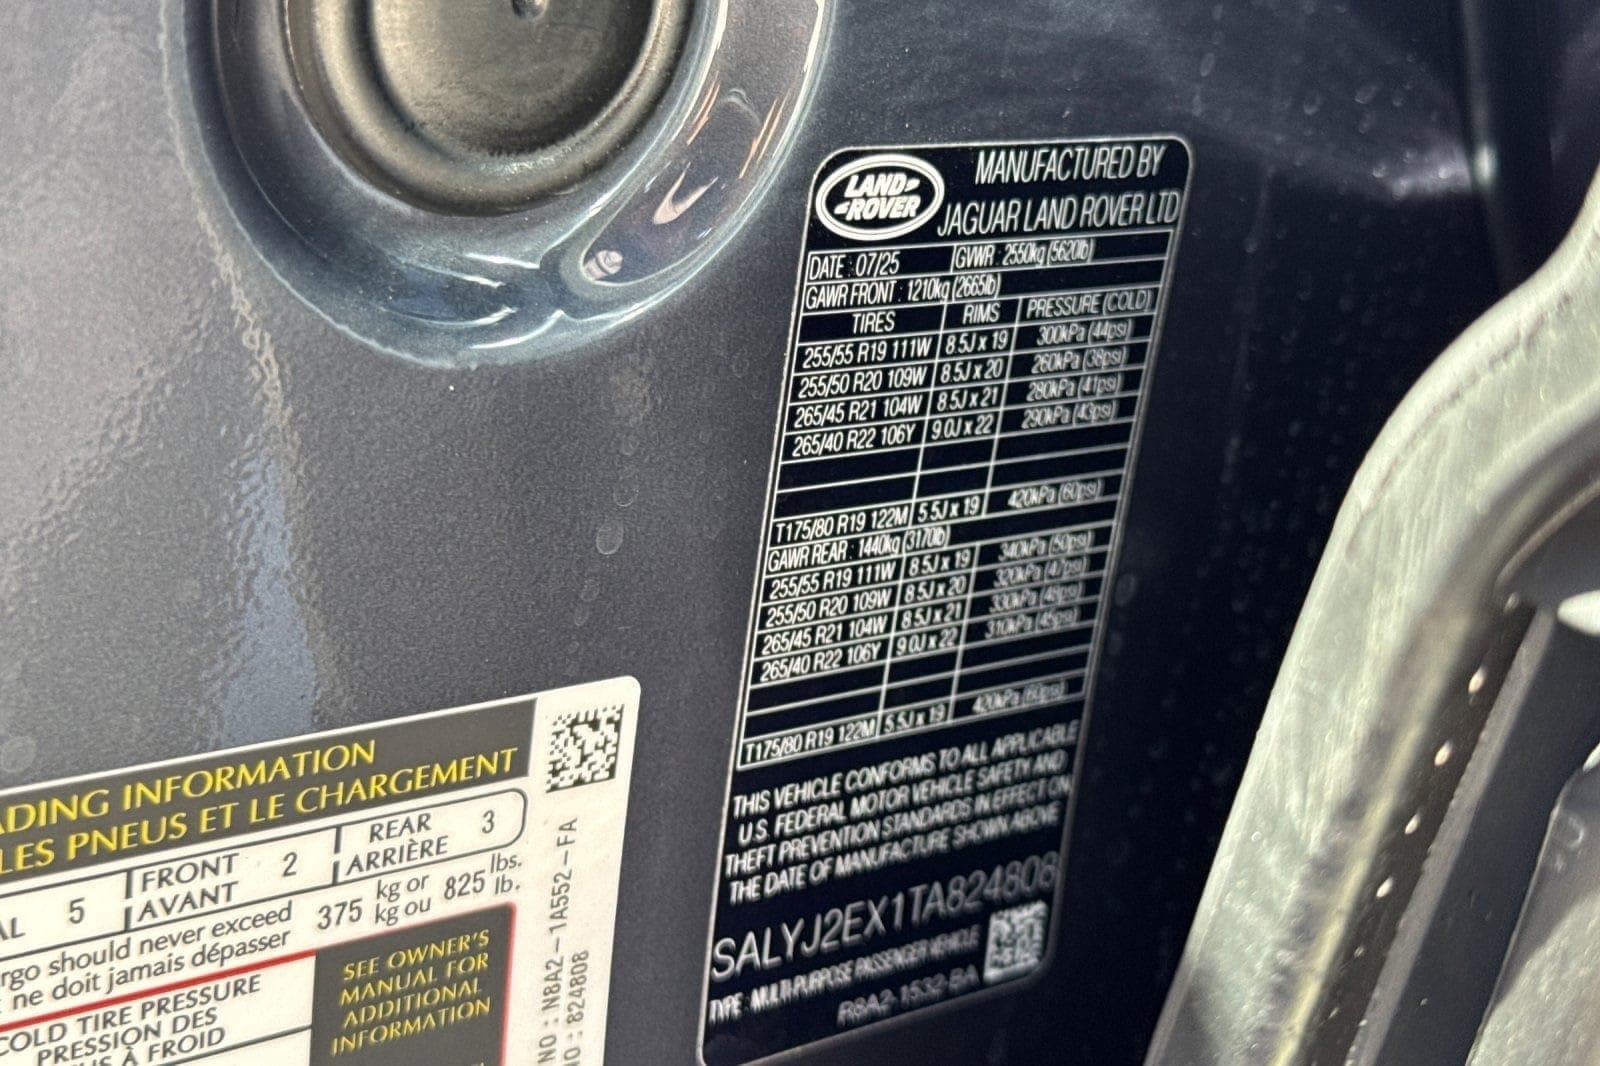 LAND ROVER
MANUFACTURED BY
JAGUAR LAND ROVER LTD
DATE : 07/25 GVWR : 2550kg (5620lb)
GAWR FRONT : 1210kg (2665lb)
TIRES RIMS PRESSURE (COLD)
255/55 R19 111W 8.5J x 19 300kPa (44psi)
255/50 R20 109W 8.5J x 20 260kPa (38psi)
265/45 R21 104W 8.5J x 21 280kPa (41psi)
265/40 R22 106Y 9.0J x 22 290kPa (43psi)
T175/80 R19 122M 5.5J x 19 420kPa (60psi)
GAWR REAR : 1440kg (3170lb)
255/55 R19 111W 8.5J x 19 340kPa (50psi)
255/50 R20 109W 8.5J x 20 320kPa (47psi)
265/45 R21 104W 8.5J x 21 330kPa (48psi)
265/40 R22 106Y 9.0J x 22 310kPa (45psi)
T175/80 R19 122M 5.5J x 19 420kPa (60psi)
THIS VEHICLE CONFORMS TO ALL APPLICABLE
U.S. FEDERAL MOTOR VEHICLE SAFETY AND
THEFT PREVENTION STANDARDS IN EFFECT ON
THE DATE OF MANUFACTURE SHOWN ABOVE
SALYJ2EX1TA824808
TYPE : MULTI-PURPOSE PASSENGER VEHICLE
R8A2-1532-BA
ADING INFORMATION
LES PNEUS ET LE CHARGEMENT
AL 5 FRONT AVANT 2 REAR ARRIÈRE 3
rgo should never exceed 375 kg or 825 lbs.
ne doit jamais dépasser kg ou lb.
COLD TIRE PRESSURE
PRESSION DES
US À FROID
SEE OWNER'S
MANUAL FOR
ADDITIONAL
INFORMATION
NO : N8A2-1A552-FA
NO : 824808